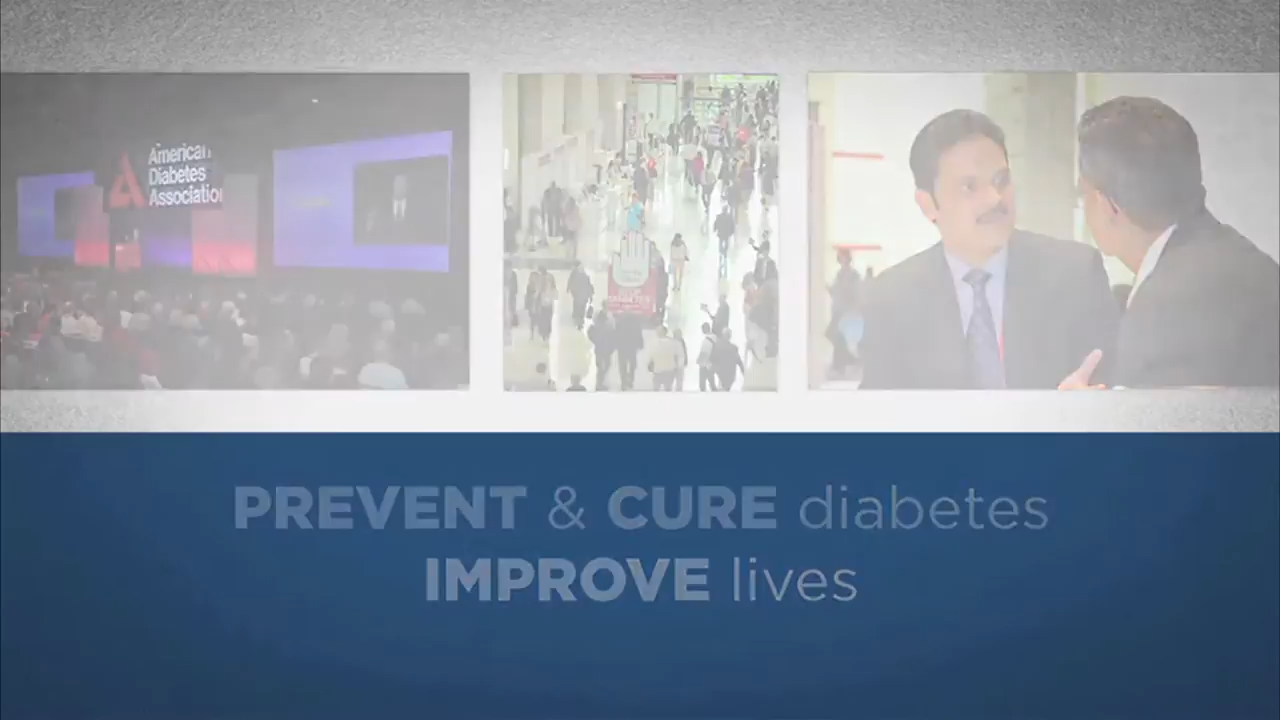 American
Diabetes
Association
PREVENT & CURE diabetes
IMPROVE lives